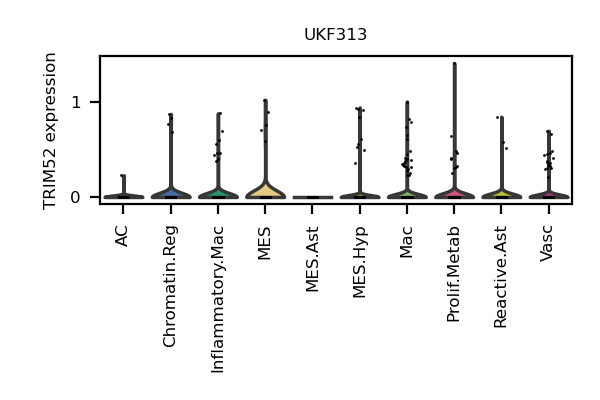 UKF313
TRIM52 expression
1
0
AC
Chromatin.Reg
Inflammatory.Mac
MES
MES.Ast
MES.Hyp
Mac
Prolif.Metab
Reactive.Ast
Vasc